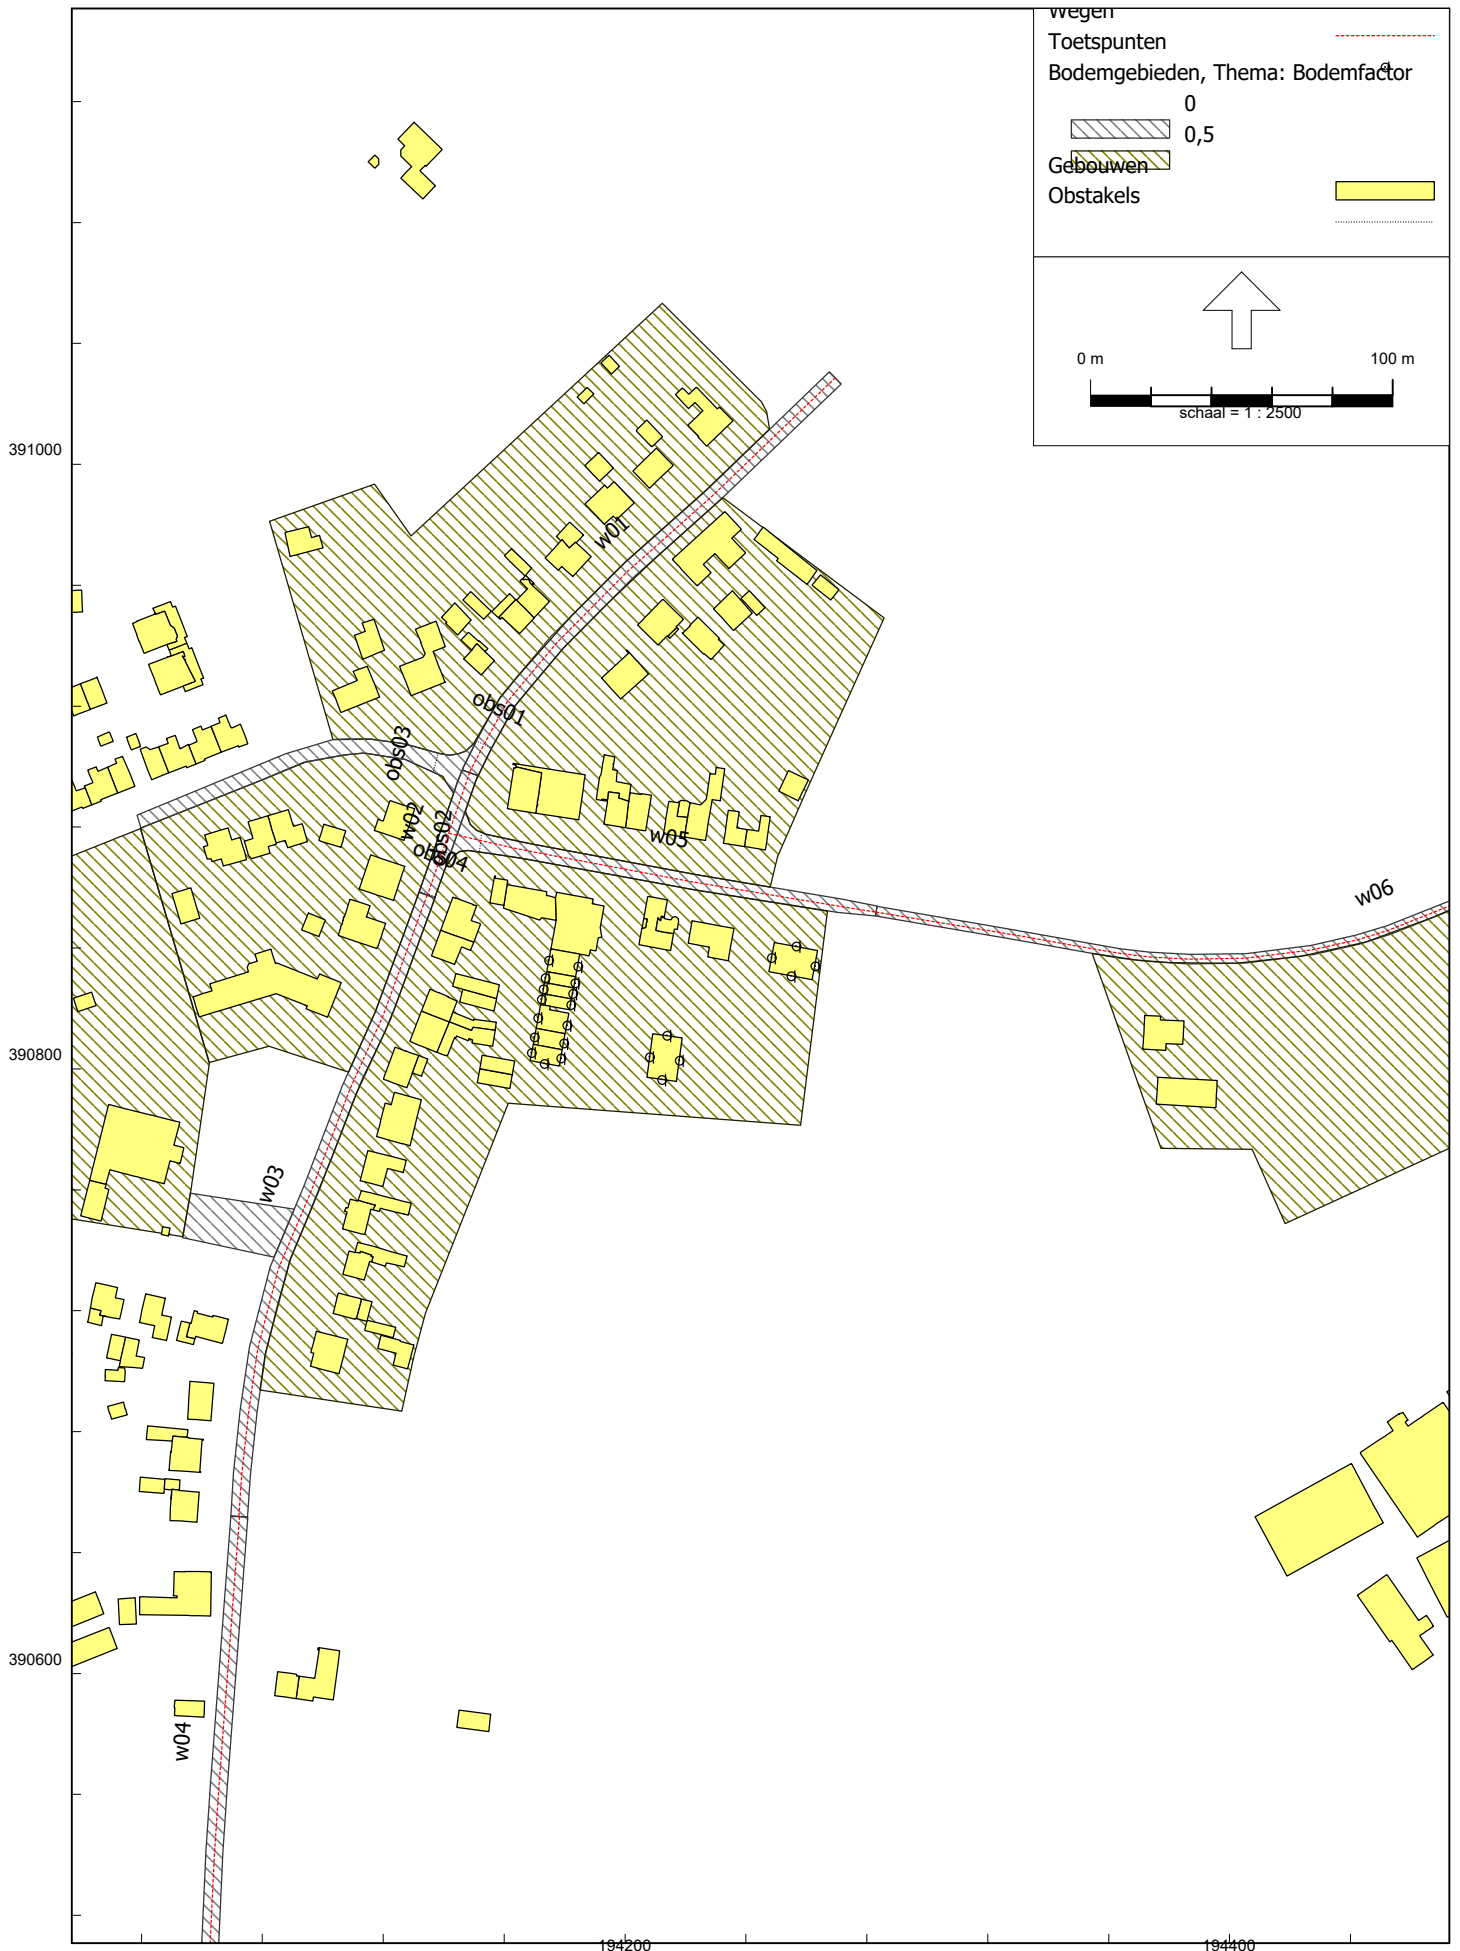 Wegen
Toetspunten
Bodemgebieden, Thema: Bodemfactor
0
0,5
Gebouwen
Obstakels
0 m 100 m
schaal = 1 : 2500
391000
w01
obs01
obs03
w02
obs02
obs04
w05
w06
390800
w03
390600
w04
194200 194400